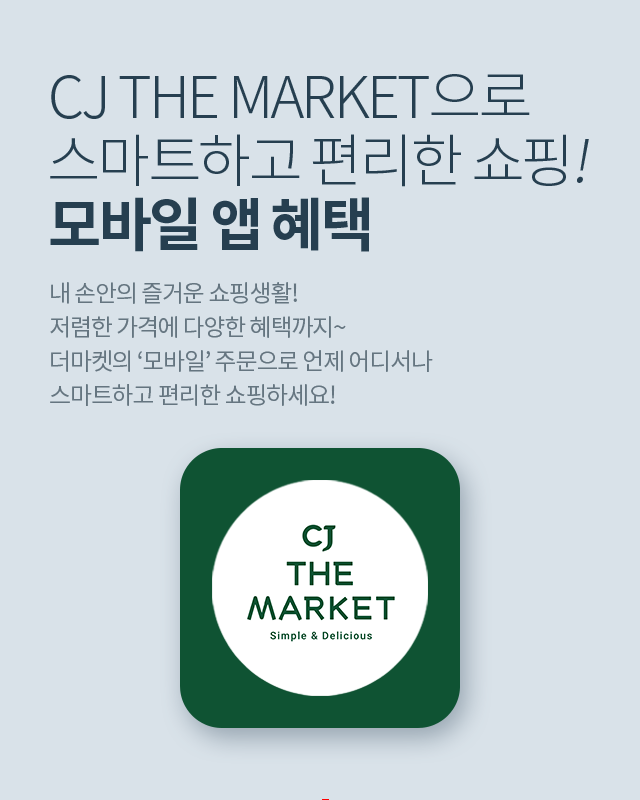 CJ THE MARKET으로
스마트하고 편리한 쇼핑!
모바일 앱 혜택
내 손안의 즐거운 쇼핑생활!
저렴한 가격에 다양한 혜택까지~
더마켓의 ‘모바일’ 주문으로 언제 어디서나
스마트하고 편리한 쇼핑하세요!
CJ
THE
MARKET
Simple & Delicious